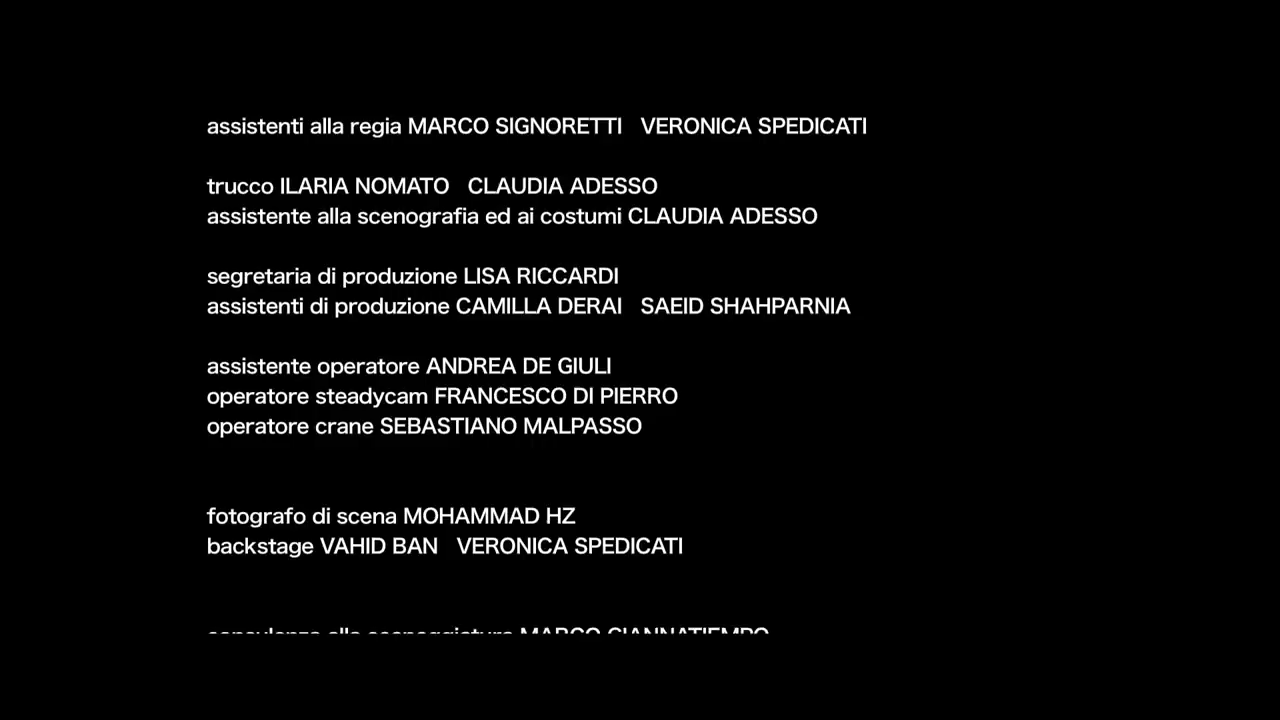 assistenti alla regia MARCO SIGNORETTI VERONICA SPEDICATI
trucco ILARIA NOMATO CLAUDIA ADESSO
assistente alla scenografia ed ai costumi CLAUDIA ADESSO
segretaria di produzione LISA RICCARDI
assistenti di produzione CAMILLA DERAI SAEID SHAHPARNIA
assistente operatore ANDREA DE GIULI
operatore steadycam FRANCESCO DI PIERRO
operatore crane SEBASTIANO MALPASSO
fotografo di scena MOHAMMAD HZ
backstage VAHID BAN VERONICA SPEDICATI